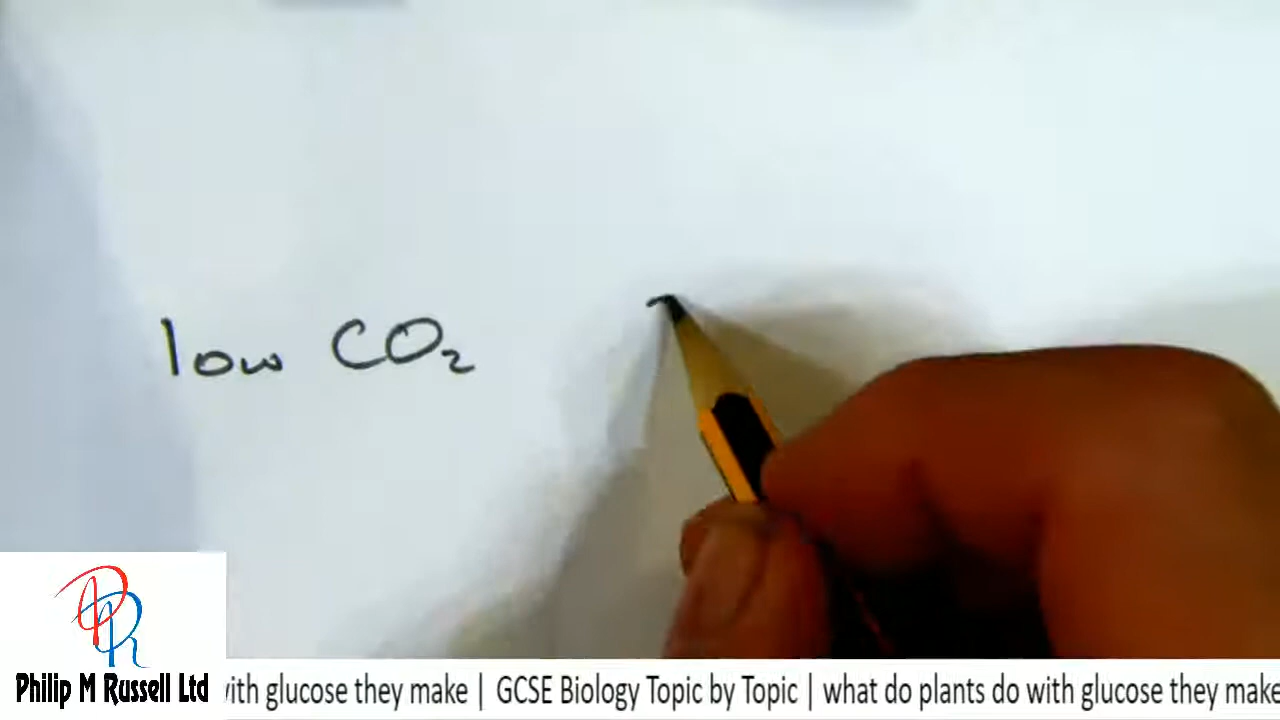 low CO₂
Philip M Russell Ltd
with glucose they make | GCSE Biology Topic by Topic | what do plants do with glucose they make